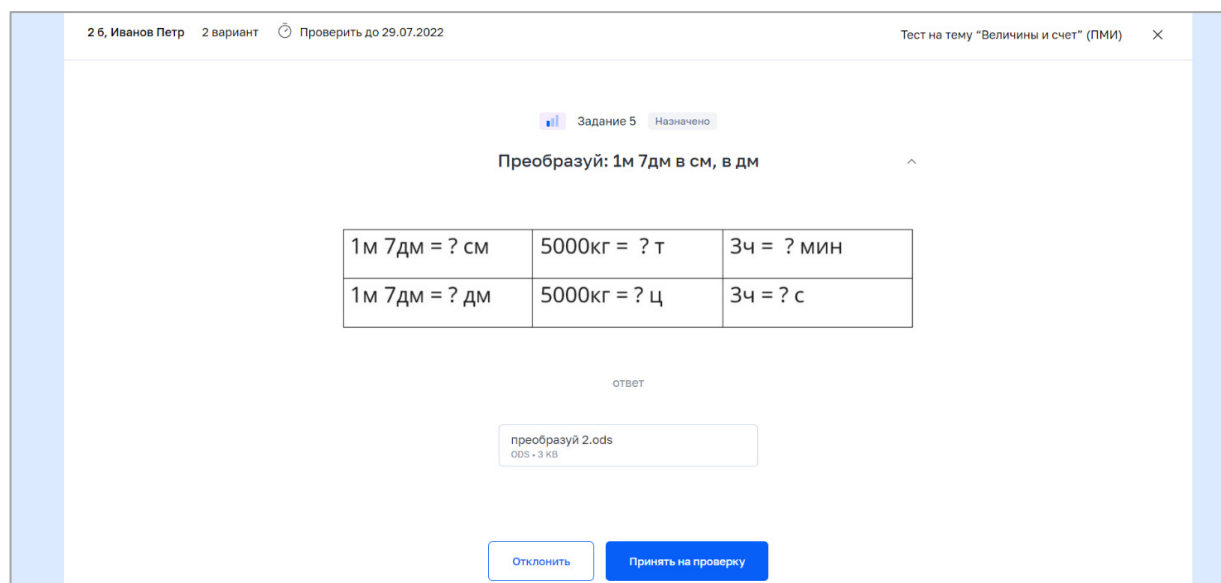 2 б, Иванов Петр 2 вариант Проверить до 29.07.2022 Тест на тему “Величины и счет” (ПМИ)
Задание 5 Назначено
Преобразуй: 1м 7дм в см, в дм
1м 7дм = ? см 5000кг = ? т 3ч = ? мин
1м 7дм = ? дм 5000кг = ? ц 3ч = ? с
ответ
преобразуй 2.ods
ODS • 3 KB
Отклонить Принять на проверку